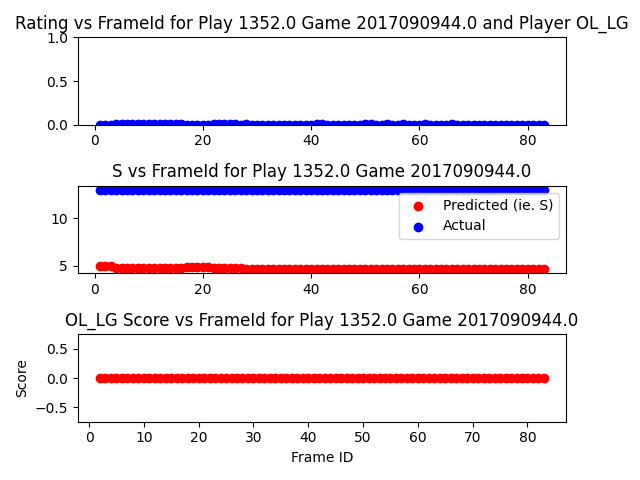 Rating vs FrameId for Play 1352.0 Game 2017090944.0 and Player OL_LG
1.0
0.5
0.0
0 20 40 60 80
S vs FrameId for Play 1352.0 Game 2017090944.0
10
5
Predicted (ie. S)
Actual
0 20 40 60 80
OL_LG Score vs FrameId for Play 1352.0 Game 2017090944.0
Score
0.5
0.0
−0.5
0 10 20 30 40 50 60 70 80
Frame ID